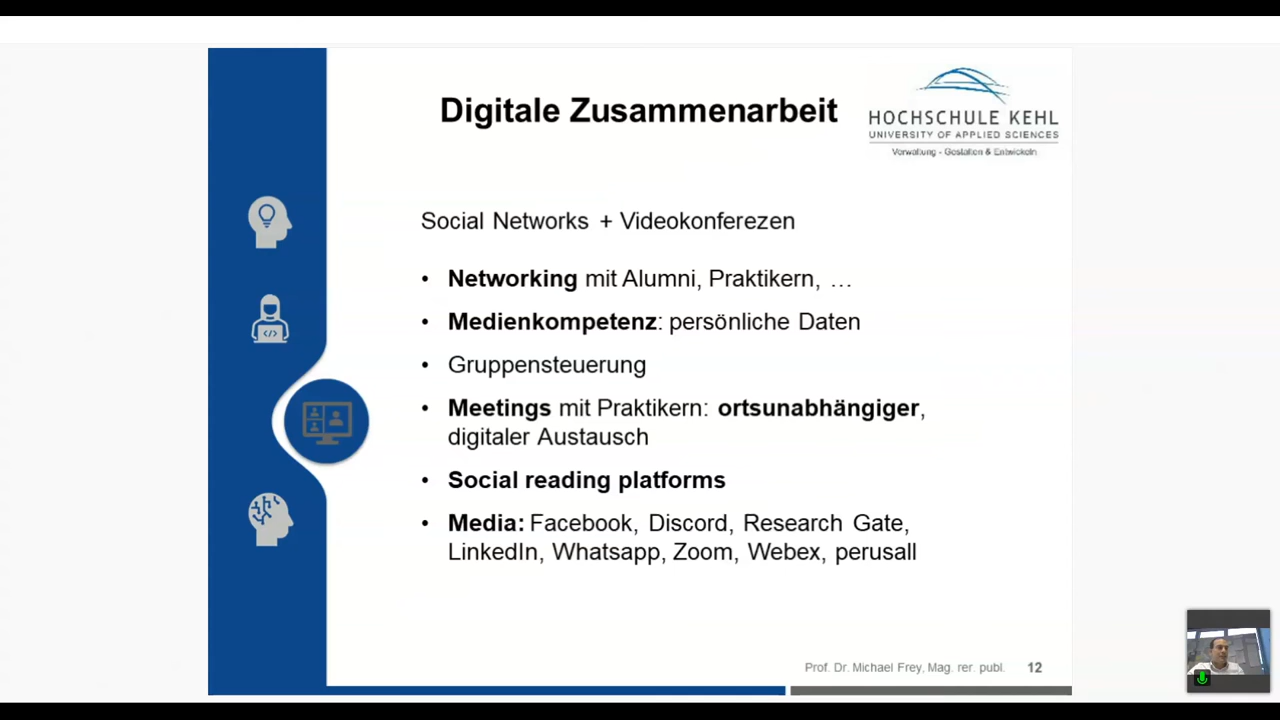 Digitale Zusammenarbeit
HOCHSCHULE KEHL
UNIVERSITY OF APPLIED SCIENCES
Verwaltung - Gestalten & Entwickeln
Social Networks + Videokonferezen
• Networking mit Alumni, Praktikern, …
• Medienkompetenz: persönliche Daten
• Gruppensteuerung
• Meetings mit Praktikern: ortsunabhängiger,
digitaler Austausch
• Social reading platforms
• Media: Facebook, Discord, Research Gate,
LinkedIn, Whatsapp, Zoom, Webex, perusall
Prof. Dr. Michael Frey, Mag. rer. publ. 12